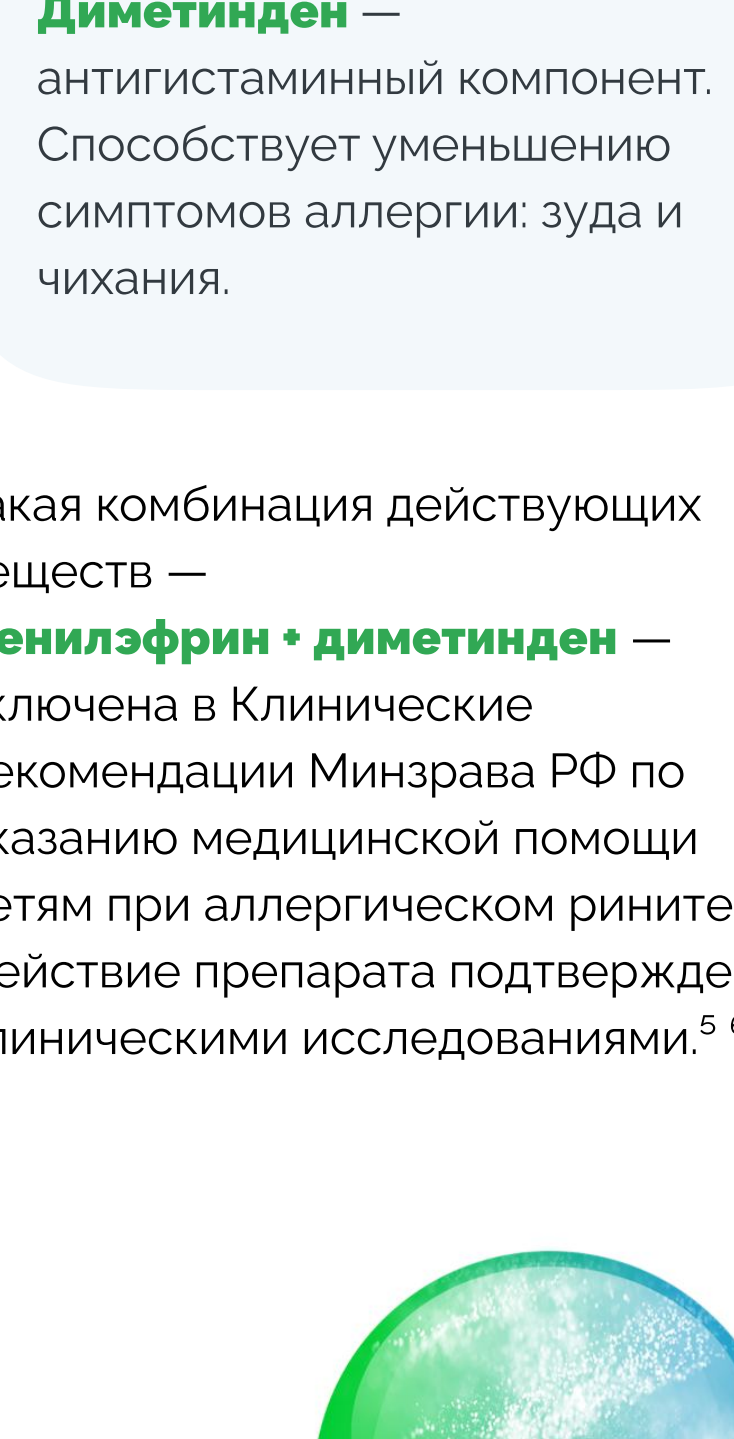 Диметинден —
антигистаминный компонент.
Способствует уменьшению
симптомов аллергии: зуда и
чихания.
акая комбинация действующих
еществ —
енилэфрин + диметинден —
ключена в Клинические
екомендации Минзрава РФ по
казанию медицинской помощи
етям при аллергическом рините
ействие препарата подтвержде
линическими исследованиями.⁵ ⁶